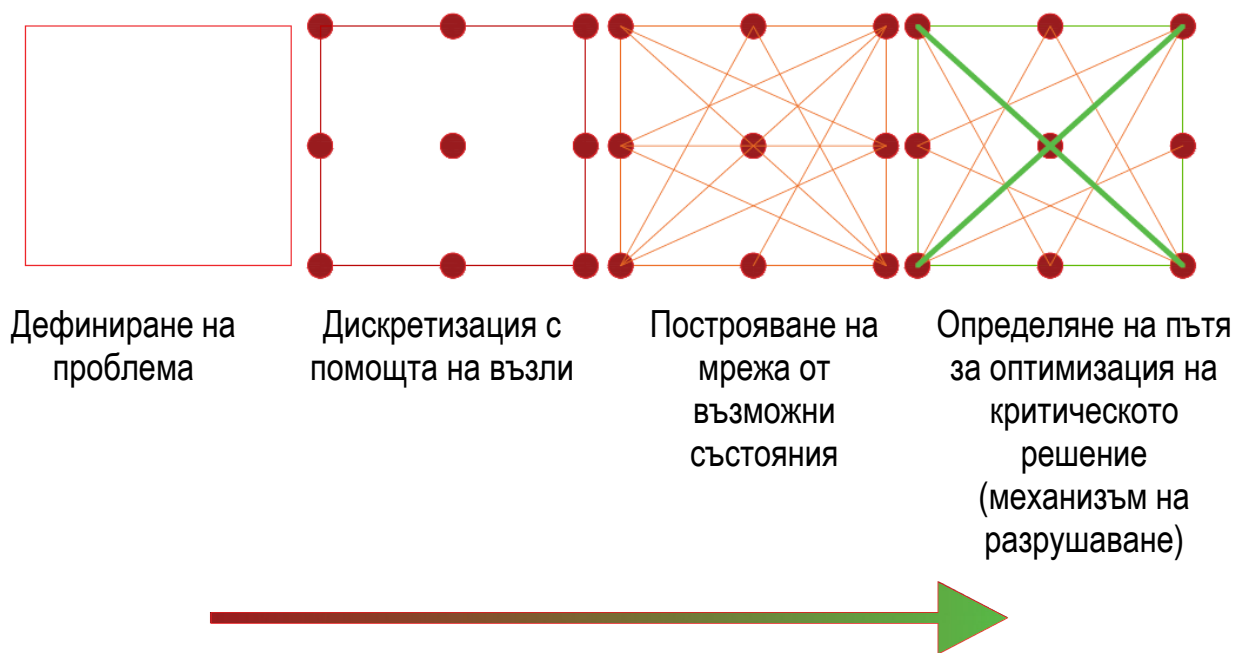 Дефиниране на
проблема
Дискретизация с
помощта на възли
Построяване на
мрежа от
възможни
състояния
Определяне на пътя
за оптимизация на
критическото
решение
(механизъм на
разрушаване)